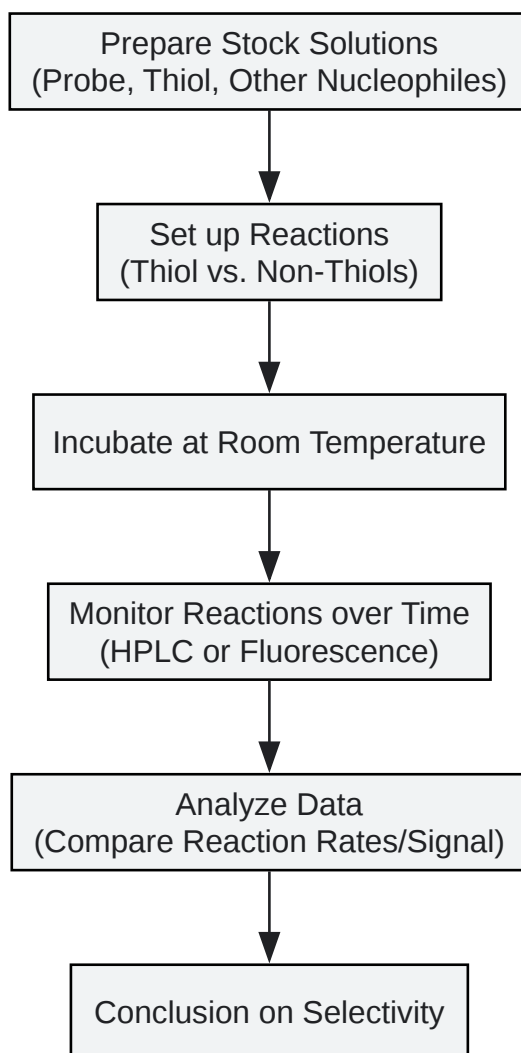 Prepare Stock Solutions
(Probe, Thiol, Other Nucleophiles)
Set up Reactions
(Thiol vs. Non-Thiols)
Incubate at Room Temperature
Monitor Reactions over Time
(HPLC or Fluorescence)
Analyze Data
(Compare Reaction Rates/Signal)
Conclusion on Selectivity